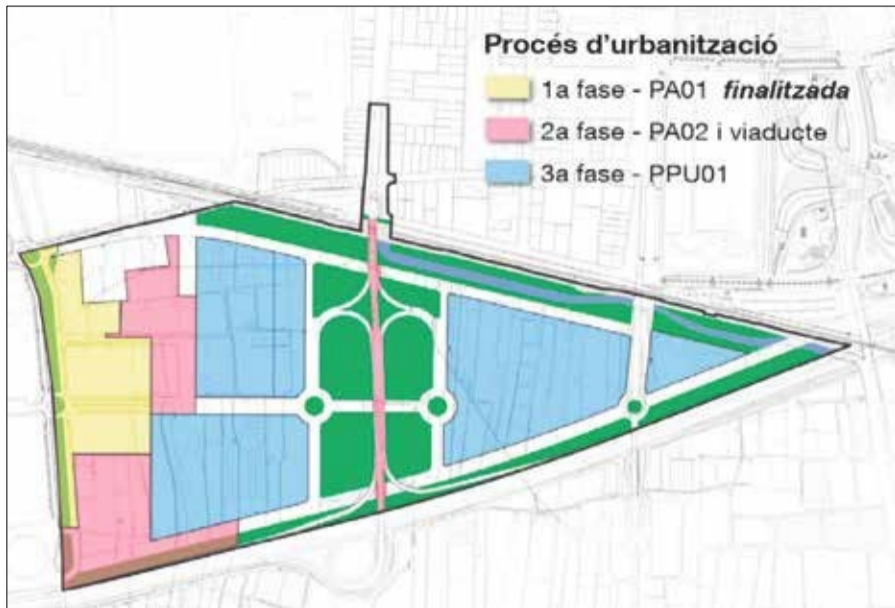 Procés d'urbanització
1a fase - PA01 finalitzada
2a fase - PA02 i viaducte
3a fase - PPU01